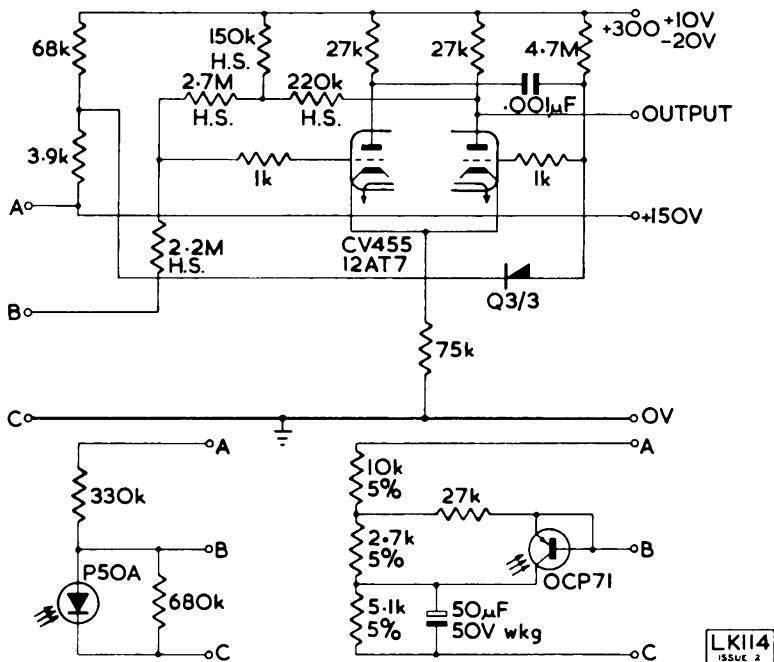 +300 +10V
-20V
68k
150k
H.S.
27k
27k
4.7M
2.7M
H.S.
220k
H.S.
.001µF
OUTPUT
3.9k
1k
1k
A
+150V
2.2M
H.S.
CV455
12AT7
Q3/3
B
75k
C
0V
A
330k
B
P50A
680k
C
A
10k
5%
27k
2.7k
5%
B
OCP71
5.1k
5%
50µF
50V wkg
C
LK114
ISSUE 2